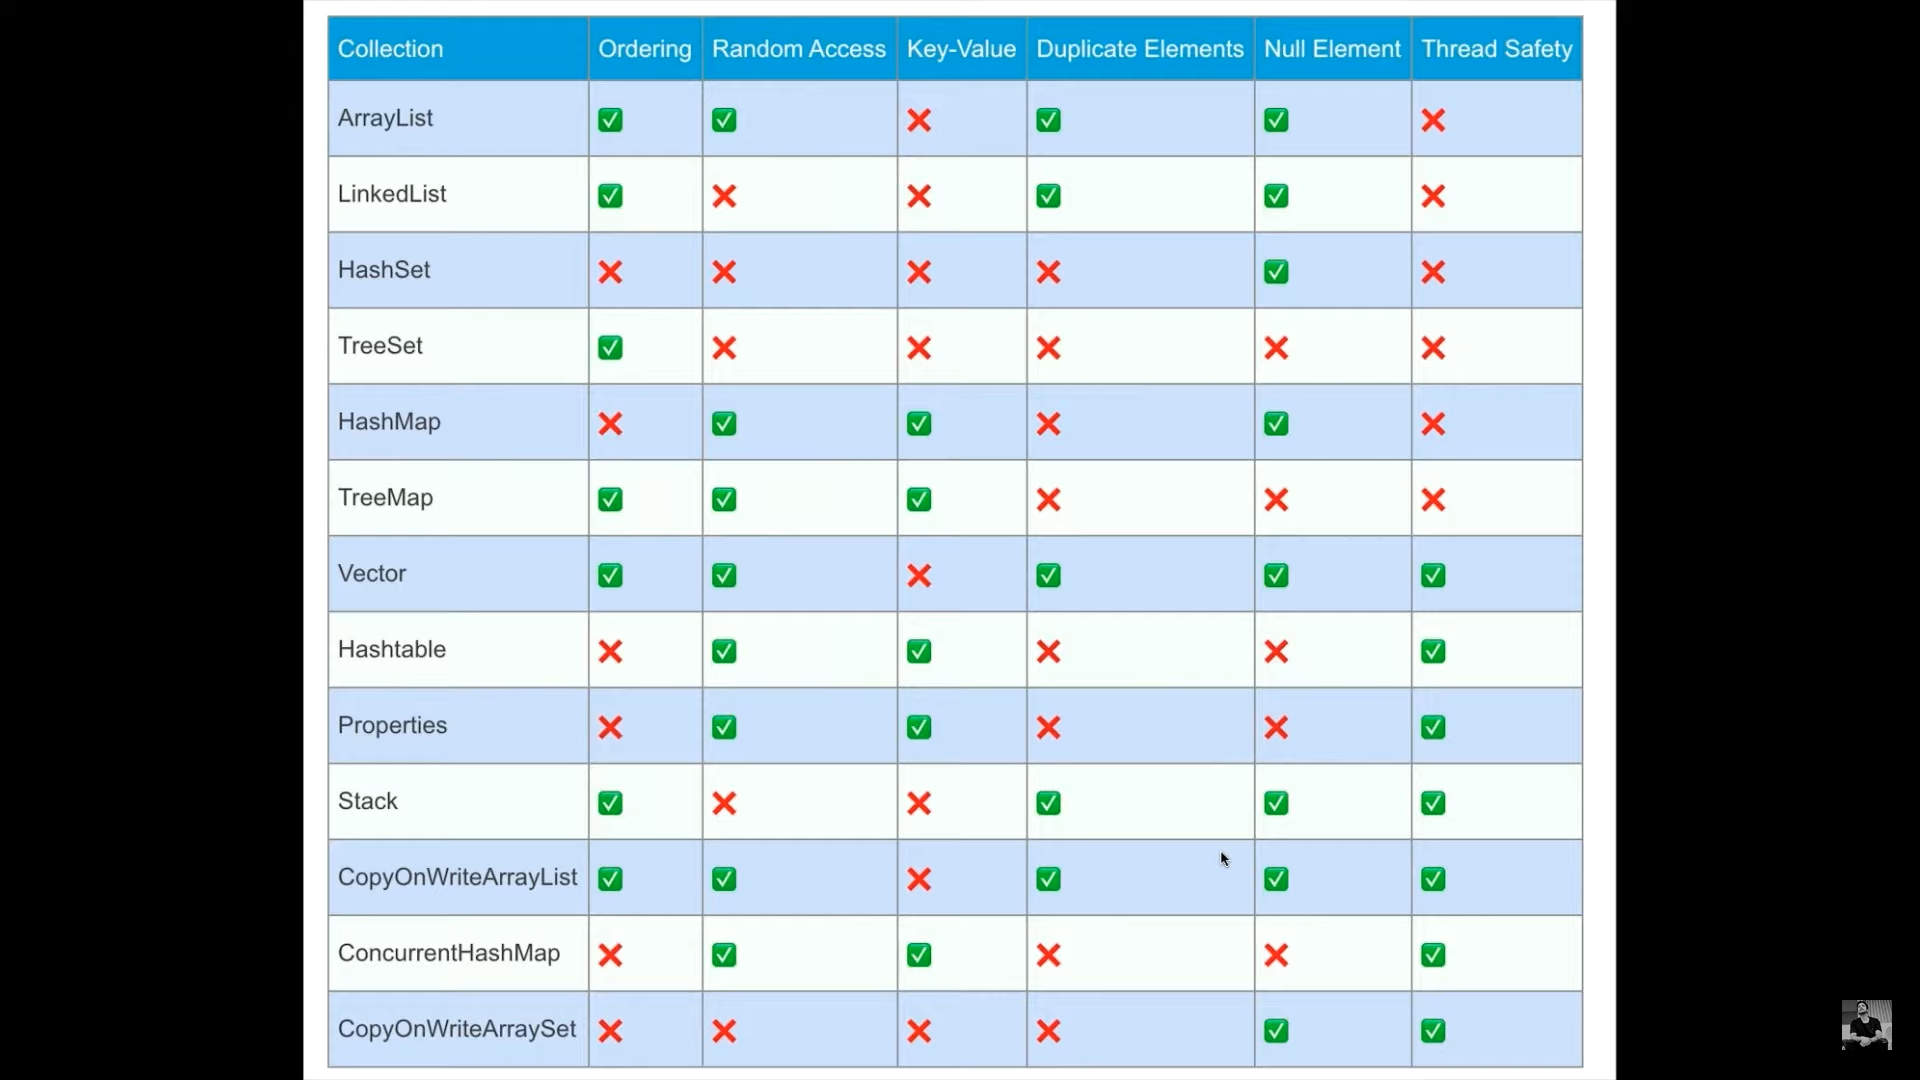 Collection Ordering Random Access Key-Value Duplicate Elements Null Element Thread Safety
ArrayList ✅ ✅ ❌ ✅ ✅ ❌
LinkedList ✅ ❌ ❌ ✅ ✅ ❌
HashSet ❌ ❌ ❌ ❌ ✅ ❌
TreeSet ✅ ❌ ❌ ❌ ❌ ❌
HashMap ❌ ✅ ✅ ❌ ✅ ❌
TreeMap ✅ ✅ ✅ ❌ ❌ ❌
Vector ✅ ✅ ❌ ✅ ✅ ✅
Hashtable ❌ ✅ ✅ ❌ ❌ ✅
Properties ❌ ✅ ✅ ❌ ❌ ✅
Stack ✅ ❌ ❌ ✅ ✅ ✅
CopyOnWriteArrayList ✅ ✅ ❌ ✅ ✅ ✅
ConcurrentHashMap ❌ ✅ ✅ ❌ ❌ ✅
CopyOnWriteArraySet ❌ ❌ ❌ ❌ ✅ ✅